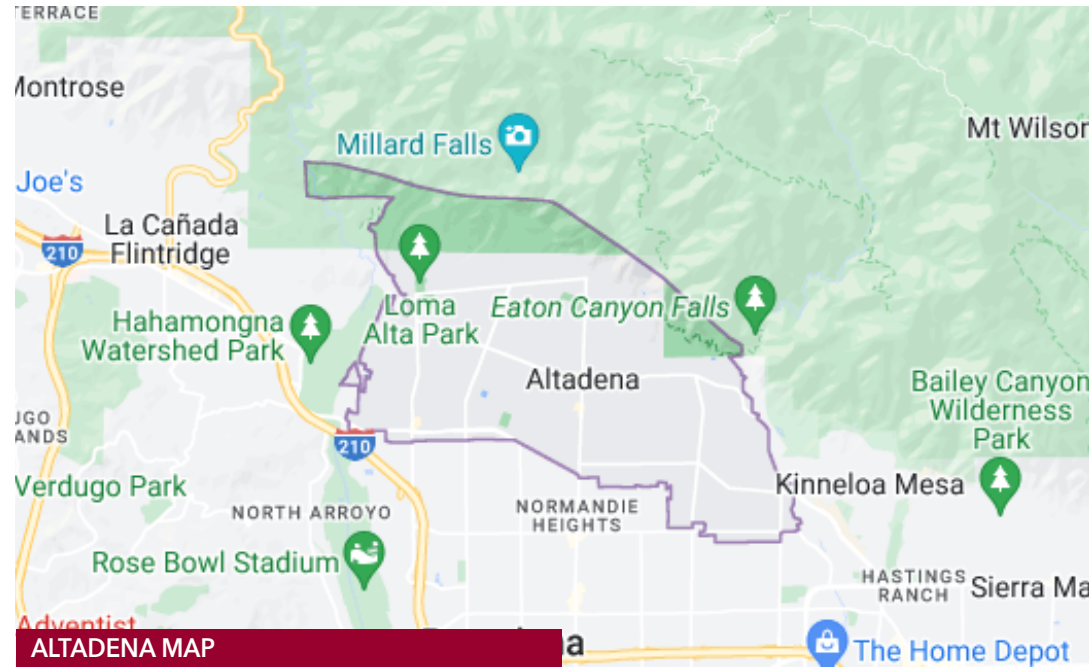 TERRACE
Montrose
Millard Falls
Mt Wilson
Joe's
La Cañada
Flintridge
210
Loma
Alta Park
Eaton Canyon Falls
Hahamongna
Watershed Park
Altadena
Bailey Canyon
Wilderness
Park
210
Verdugo Park
Kinneloa Mesa
NORTH ARROYO
NORMANDIE
HEIGHTS
Rose Bowl Stadium
HASTINGS
RANCH
Sierra Ma
Adventist
ALTADENA MAP
The Home Depot